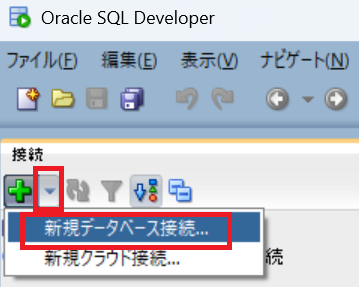 Oracle SQL Developer
ファイル(F) 編集(E) 表示(V) ナビゲート(N)
接続
新規データベース接続...
新規クラウド接続...
続